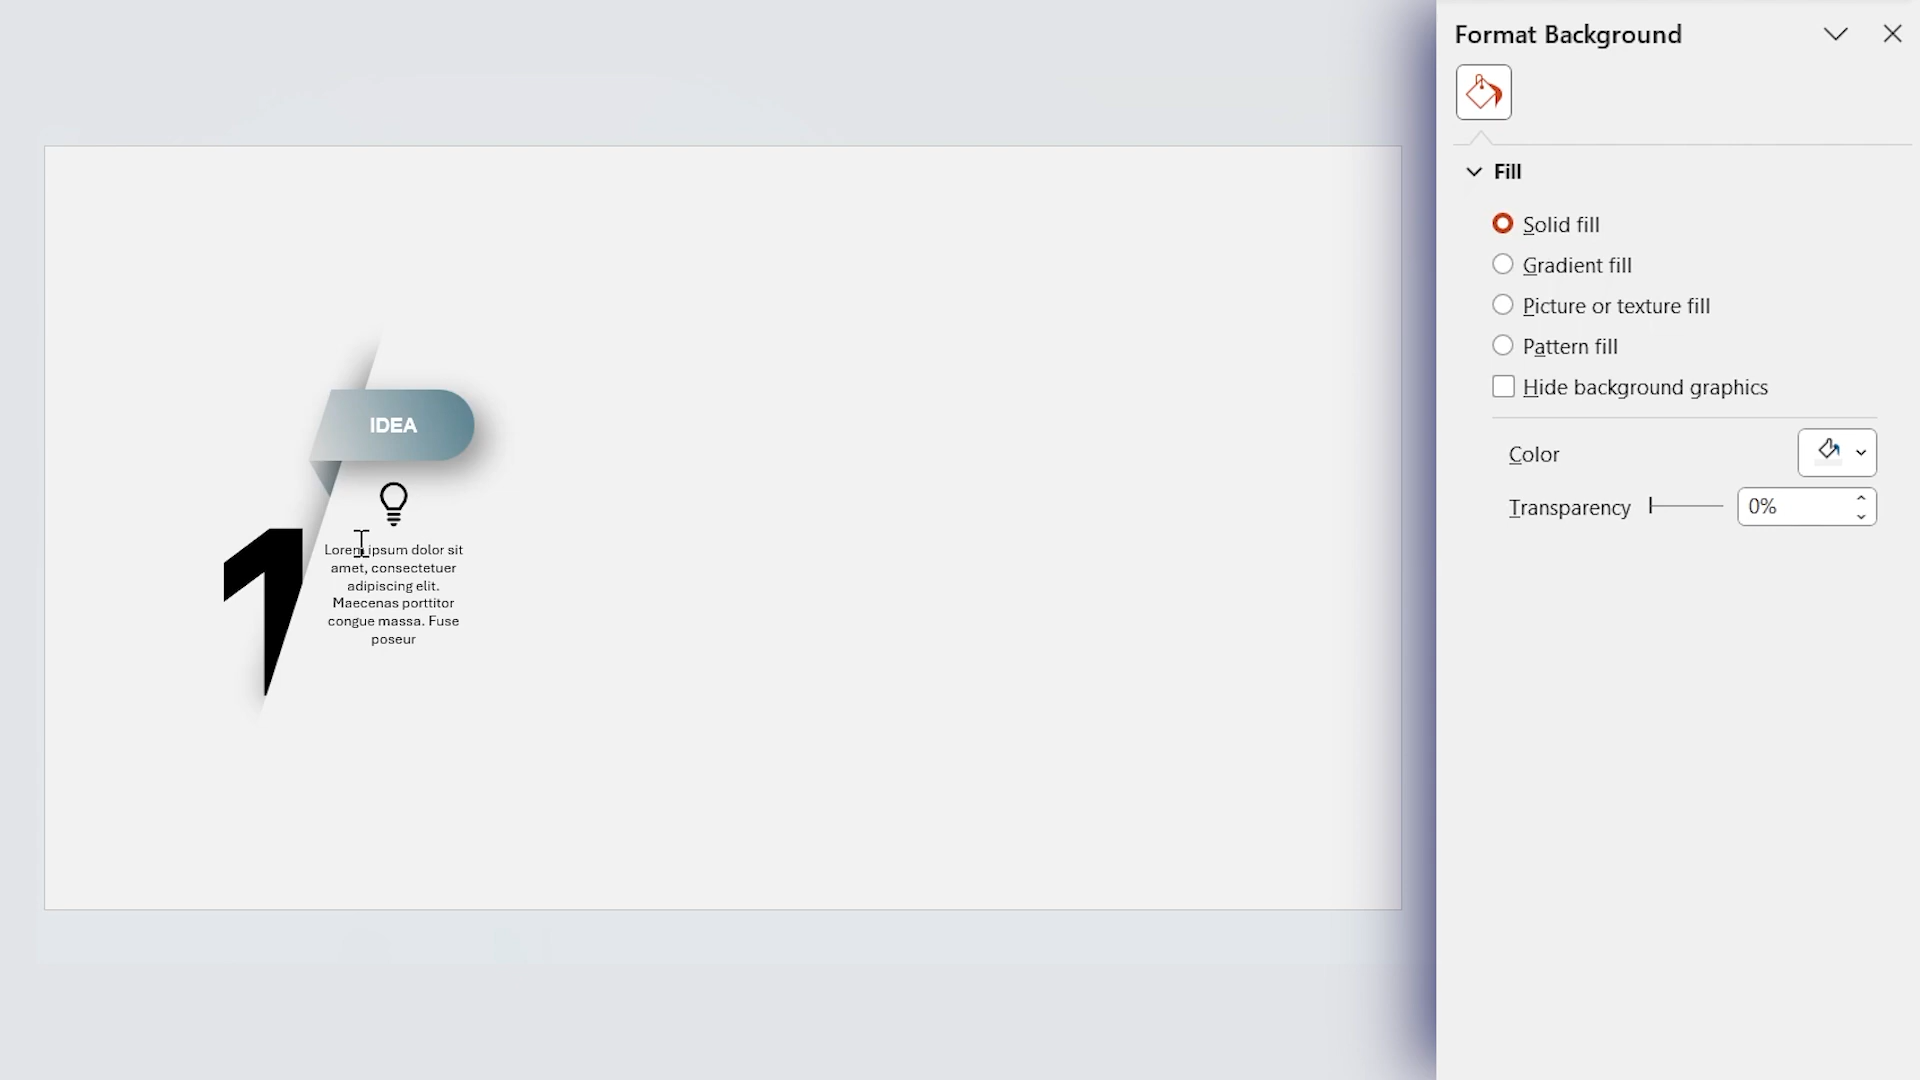 Format Background
Fill
Solid fill
Gradient fill
Picture or texture fill
Pattern fill
Hide background graphics
Color
Transparency 0%
IDEA
1
Lorem ipsum dolor sit
amet, consectetuer
adipiscing elit.
Maecenas porttitor
congue massa. Fuse
poseur